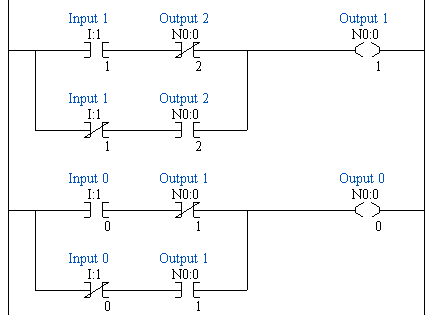 Input 1 Output 2 Output 1
I:1 N0:0 N0:0
1 2 1
Input 1 Output 2
I:1 N0:0
1 2
Input 0 Output 1 Ouput 0
I:1 N0:0 N0:0
0 1 0
Input 0 Output 1
I:1 N0:0
0 1